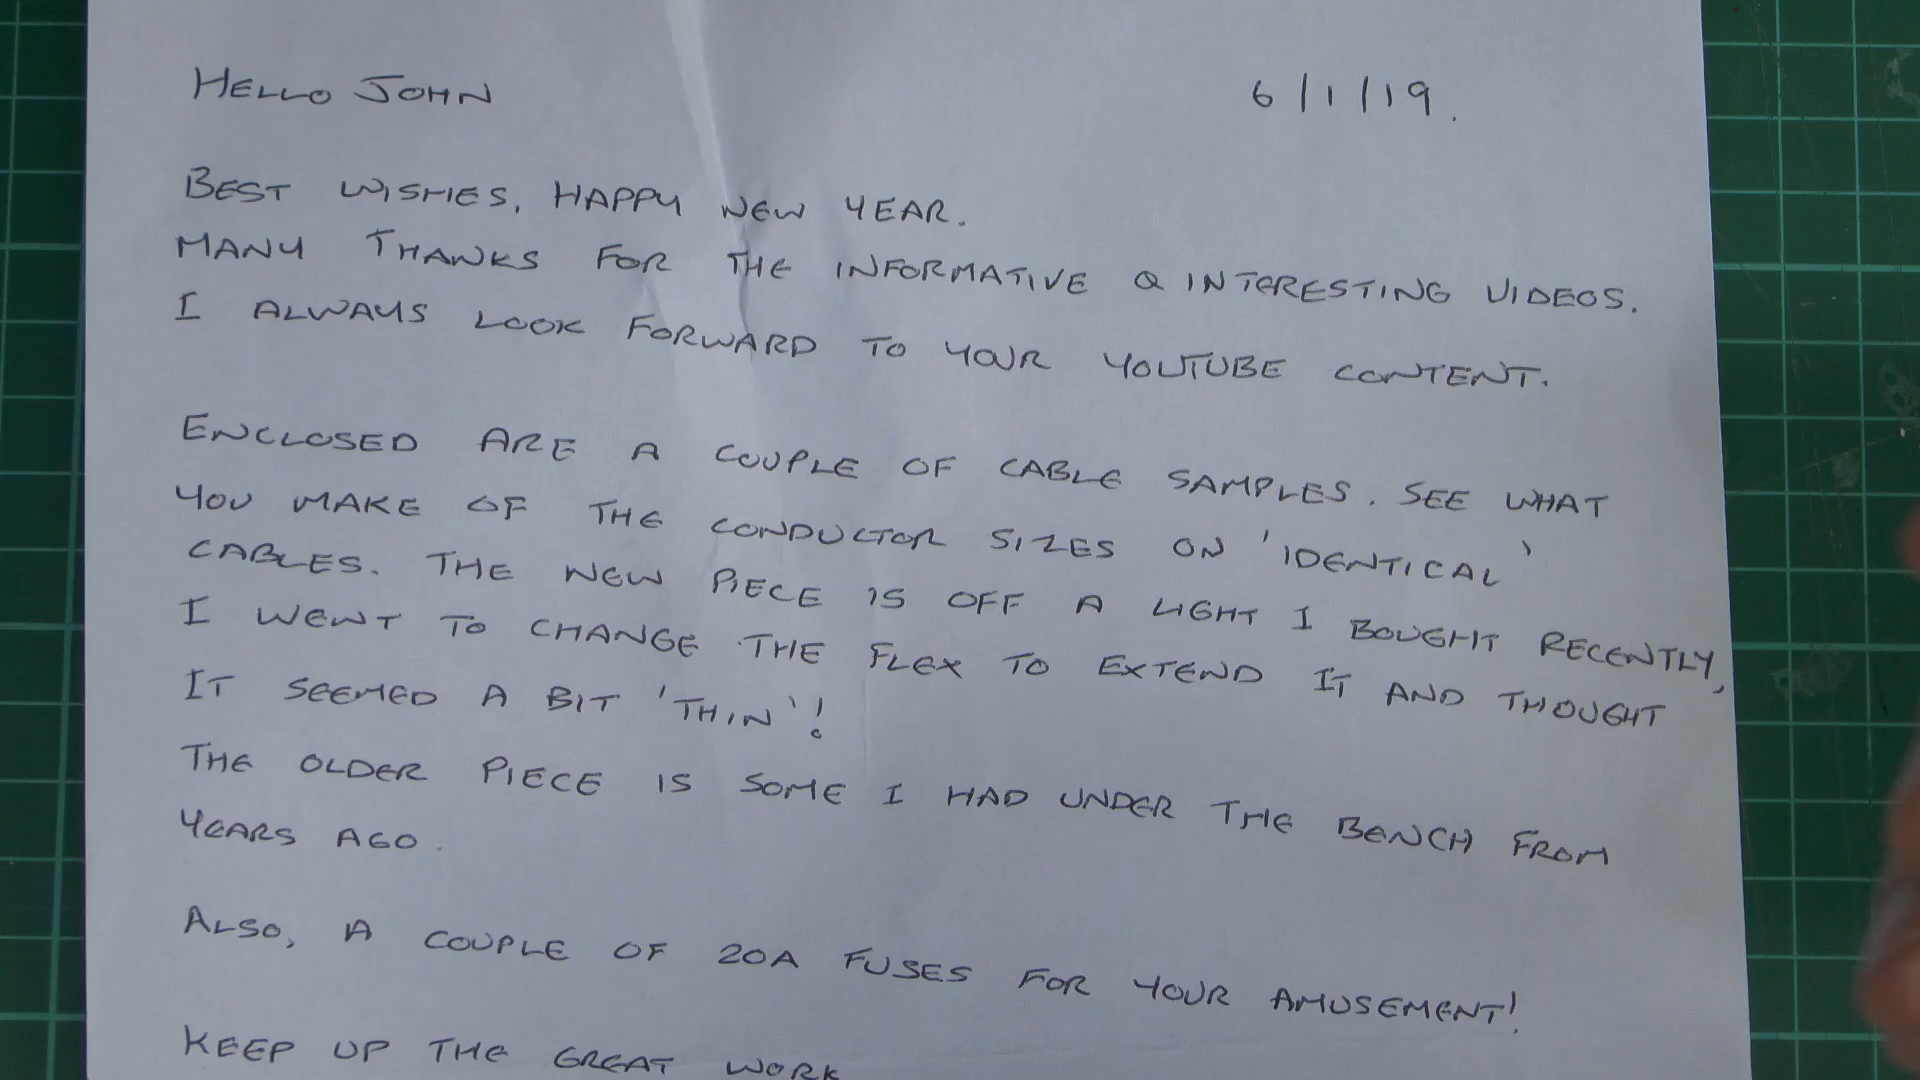 HELLO JOHN 6/1/19.
BEST WISHES, HAPPY NEW YEAR.
MANY THANKS FOR THE INFORMATIVE & INTERESTING VIDEOS.
I ALWAYS LOOK FORWARD TO YOUR YOUTUBE CONTENT.
ENCLOSED ARE A COUPLE OF CABLE SAMPLES. SEE WHAT
YOU MAKE OF THE CONDUCTOR SIZES ON 'IDENTICAL'
CABLES. THE NEW PIECE IS OFF A LIGHT I BOUGHT RECENTLY,
I WENT TO CHANGE THE FLEX TO EXTEND IT AND THOUGHT
IT SEEMED A BIT 'THIN'!
THE OLDER PIECE IS SOME I HAD UNDER THE BENCH FROM
YEARS AGO.
ALSO, A COUPLE OF 20A FUSES FOR YOUR AMUSEMENT!
KEEP UP THE GREAT WORK